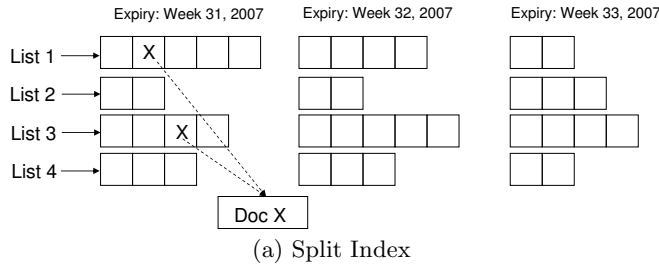 Expiry: Week 31, 2007 Expiry: Week 32, 2007 Expiry: Week 33, 2007
List 1 X
List 2
List 3 X
List 4
Doc X
(a) Split Index